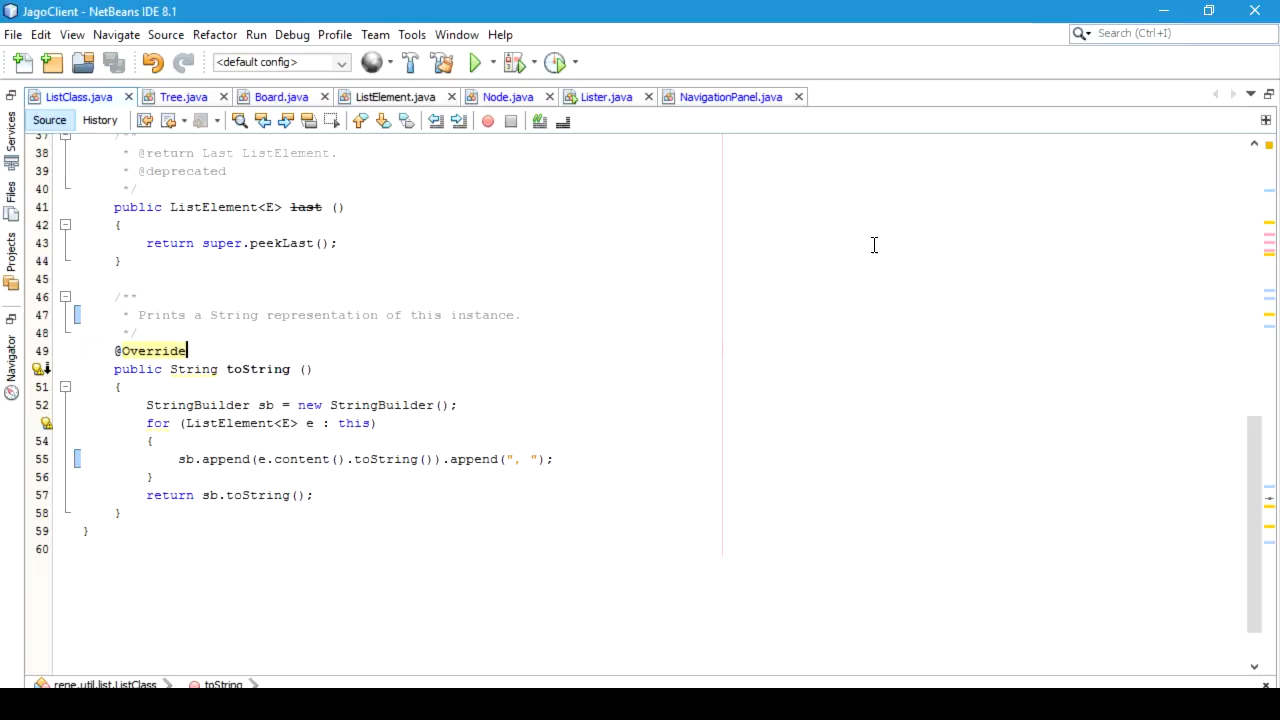 JagoClient - NetBeans IDE 8.1
File Edit View Navigate Source Refactor Run Debug Profile Team Tools Window Help
Search (Ctrl+I)
<default config>
ListClass.java Tree.java Board.java ListElement.java Node.java Lister.java NavigationPanel.java
Source History
Services
Files
Projects
Navigator
37 /**
38 * @return Last ListElement.
39 * @deprecated
40 */
41 public ListElement<E> last ()
42 {
43 return super.peekLast();
44 }
45
46 /**
47 * Prints a String representation of this instance.
48 */
49 @Override
public String toString ()
51 {
52 StringBuilder sb = new StringBuilder();
for (ListElement<E> e : this)
54 {
55 sb.append(e.content().toString()).append(", ");
56 }
57 return sb.toString();
58 }
59 }
60
rene.util.list.ListClass toString